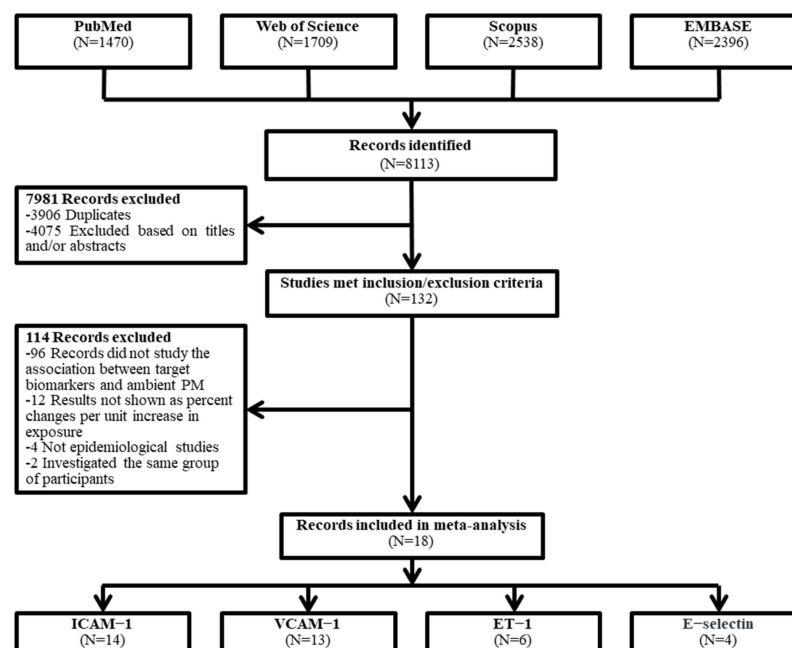 PubMed
(N=1470)
Web of Science
(N=1709)
Scopus
(N=2538)
EMBASE
(N=2396)
Records identified
(N=8113)
7981 Records excluded
-3906 Duplicates
-4075 Excluded based on titles
and/or abstracts
Studies met inclusion/exclusion criteria
(N=132)
114 Records excluded
-96 Records did not study the
association between target
biomarkers and ambient PM
-12 Results not shown as percent
changes per unit increase in
exposure
-4 Not epidemiological studies
-2 Investigated the same group
of participants
Records included in meta-analysis
(N=18)
ICAM−1
(N=14)
VCAM−1
(N=13)
ET−1
(N=6)
E−selectin
(N=4)